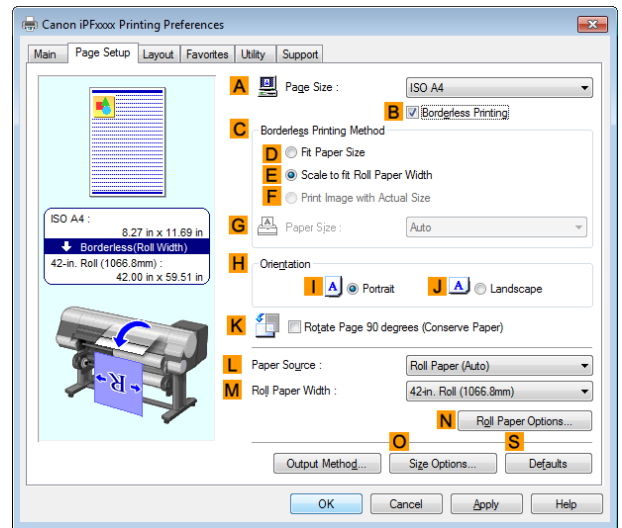 Canon iPFxxxx Printing Preferences
Main Page Setup Layout Favorites Utility Support
A Page Size : ISO A4
B Borderless Printing
C Borderless Printing Method
D Fit Paper Size
E Scale to fit Roll Paper Width
F Print Image with Actual Size
ISO A4 :
8.27 in x 11.69 in
Borderless(Roll Width)
42-in. Roll (1066.8mm) :
42.00 in x 59.51 in
G A Paper Size : Auto
H Orientation
I A Portrait J A Landscape
K Rotate Page 90 degrees (Conserve Paper)
R
L Paper Source : Roll Paper (Auto)
M Roll Paper Width : 42-in. Roll (1066.8mm)
N Roll Paper Options...
O S
Output Method... Size Options... Defaults
OK Cancel Apply Help